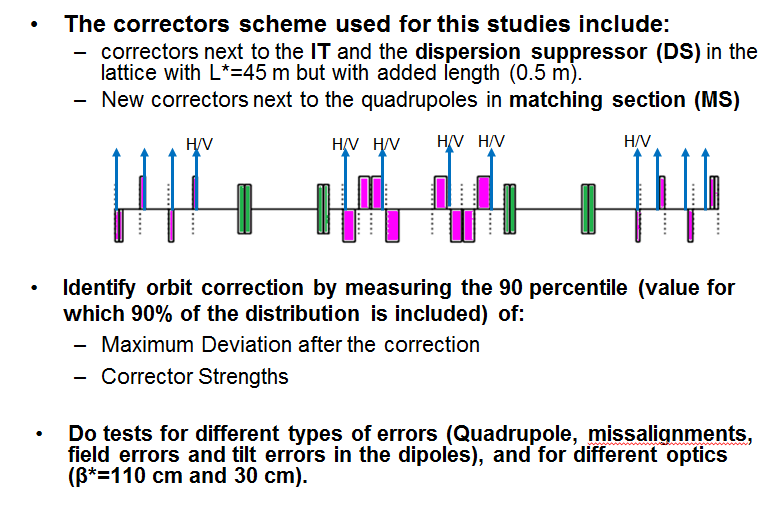 • The correctors scheme used for this studies include:
– correctors next to the IT and the dispersion suppressor (DS) in the
lattice with L*=45 m but with added length (0.5 m).
– New correctors next to the quadrupoles in matching section (MS)
H/V H/V H/V H/V H/V H/V
• Identify orbit correction by measuring the 90 percentile (value for
which 90% of the distribution is included) of:
– Maximum Deviation after the correction
– Corrector Strengths
• Do tests for different types of errors (Quadrupole, missalignments,
field errors and tilt errors in the dipoles), and for different optics
(β*=110 cm and 30 cm).